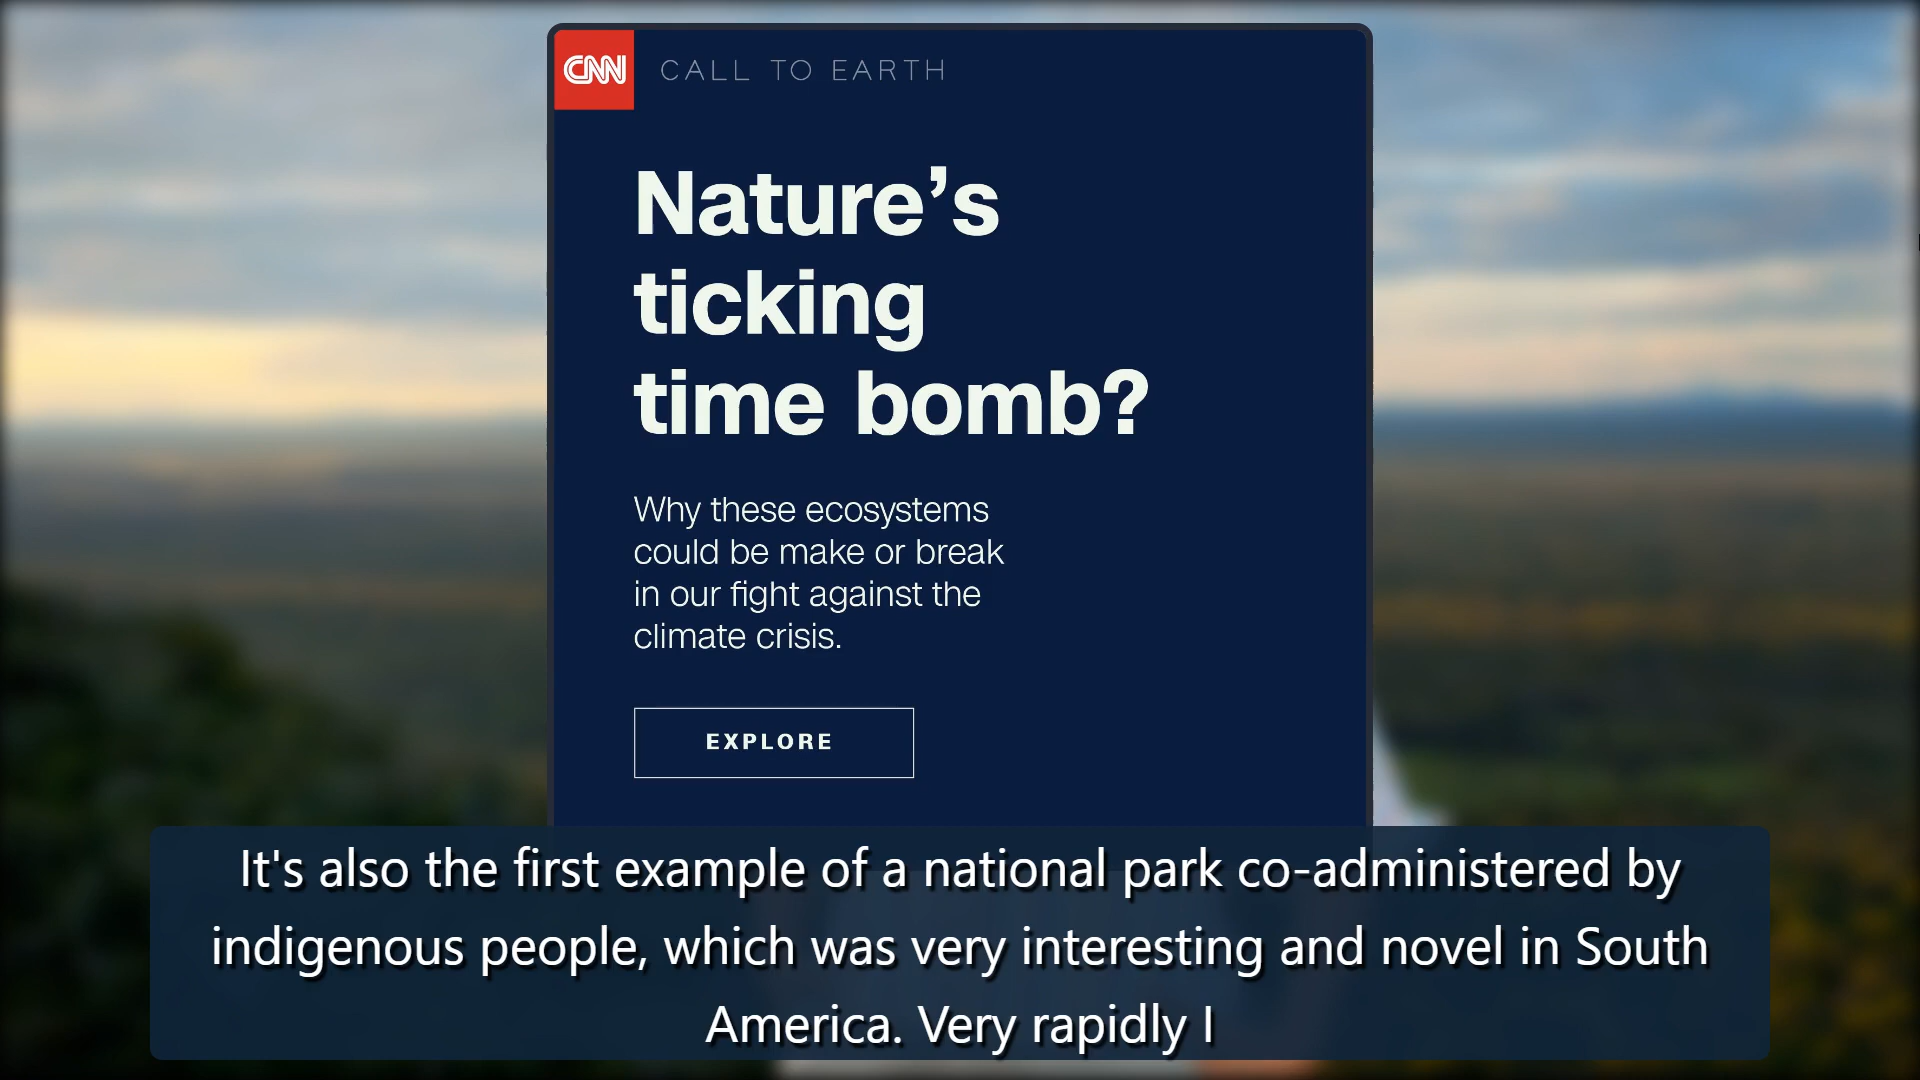 CNN CALL TO EARTH
Nature's
ticking
time bomb?
Why these ecosystems
could be make or break
in our fight against the
climate crisis.
EXPLORE
It's also the first example of a national park co-administered by
indigenous people, which was very interesting and novel in South
America. Very rapidly I